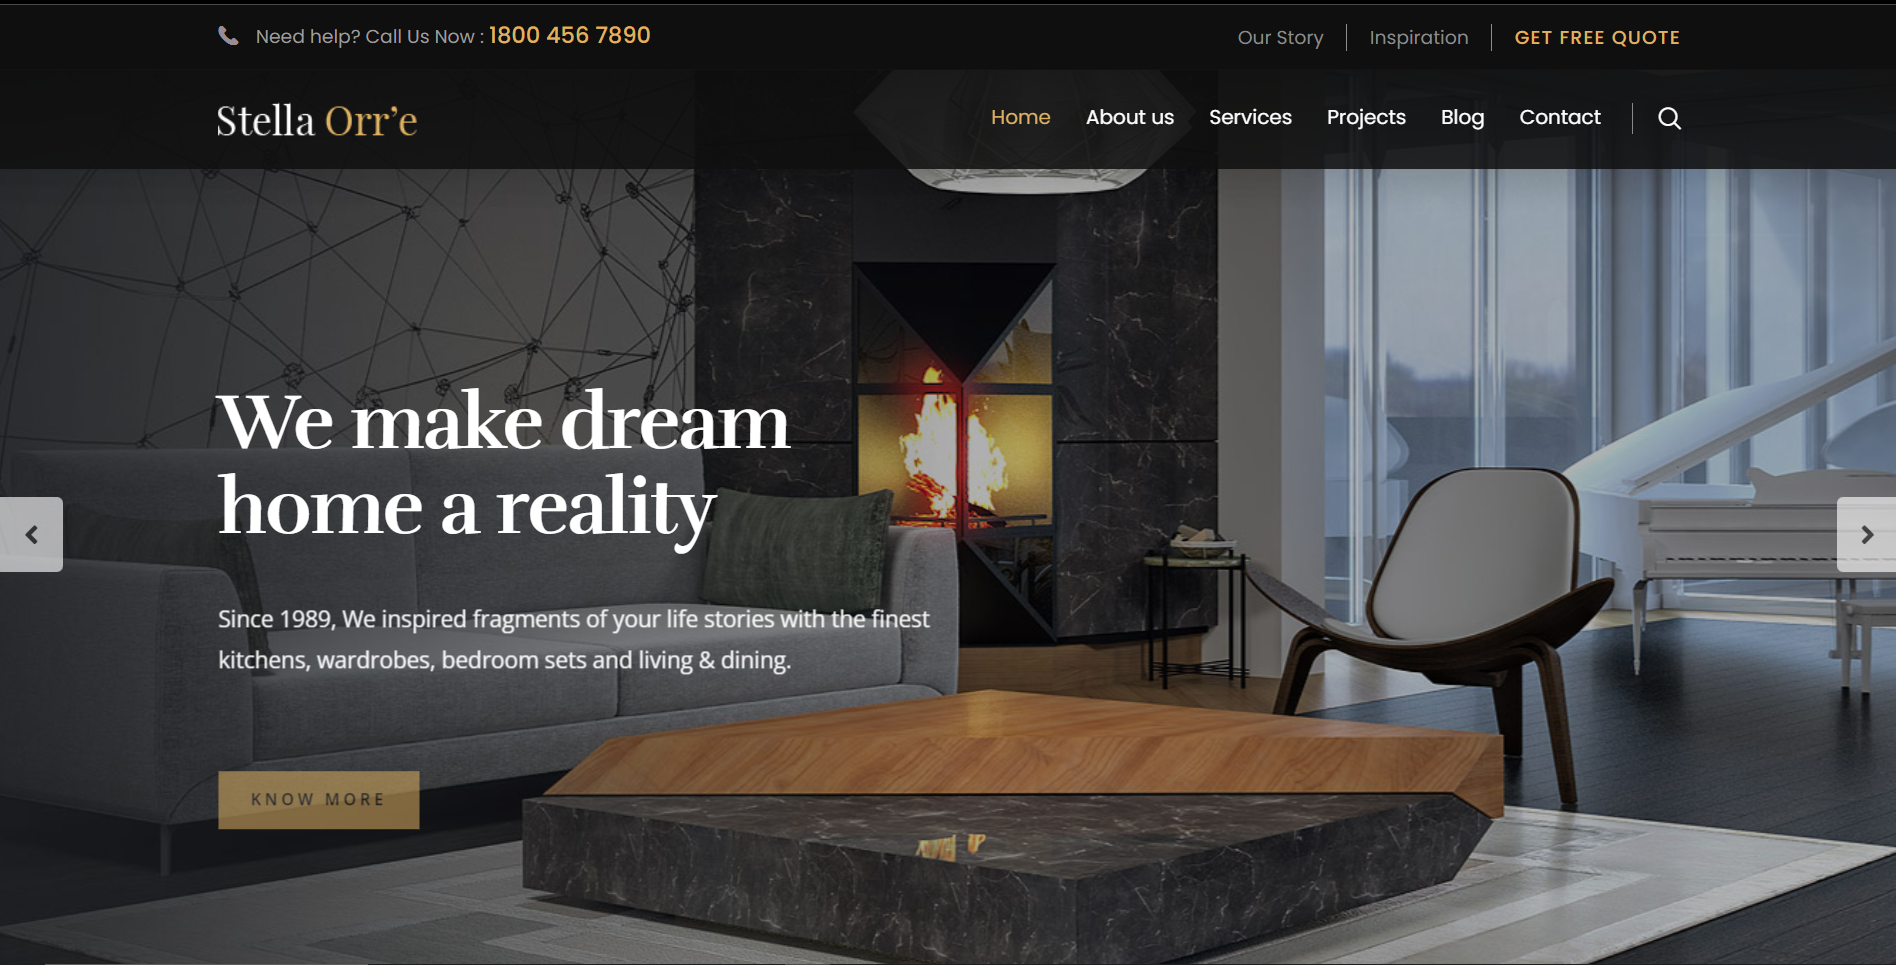 Need help? Call Us Now : 1800 456 7890
Our Story
Inspiration
GET FREE QUOTE
Stella Orr’e
Home
About us
Services
Projects
Blog
Contact
We make dream
home a reality
Since 1989, We inspired fragments of your life stories with the finest
kitchens, wardrobes, bedroom sets and living & dining.
KNOW MORE